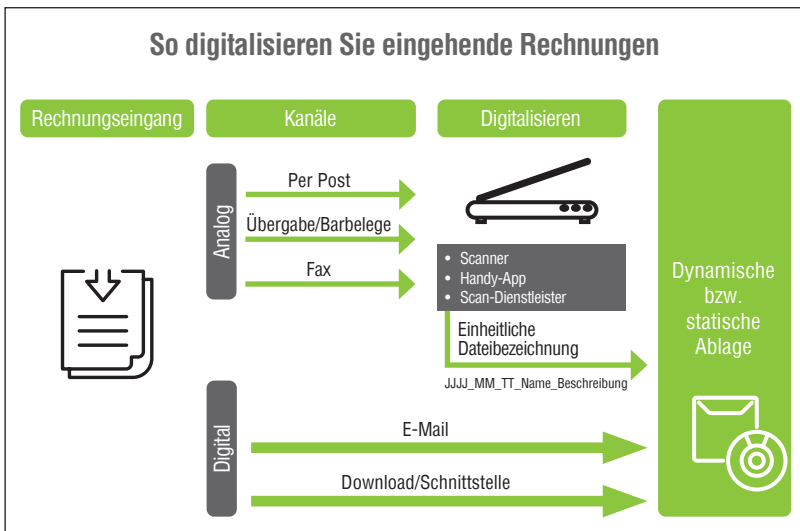 So digitalisieren Sie eingehende Rechnungen
Rechnungseingang
Kanäle
Digitalisieren
Analog
Per Post
Übergabe/Barbelege
Fax
• Scanner
• Handy-App
• Scan-Dienstleister
Einheitliche
Dateibezeichnung
JJJJ_MM_TT_Name_Beschreibung
Digital
E-Mail
Download/Schnittstelle
Dynamische
bzw.
statische
Ablage